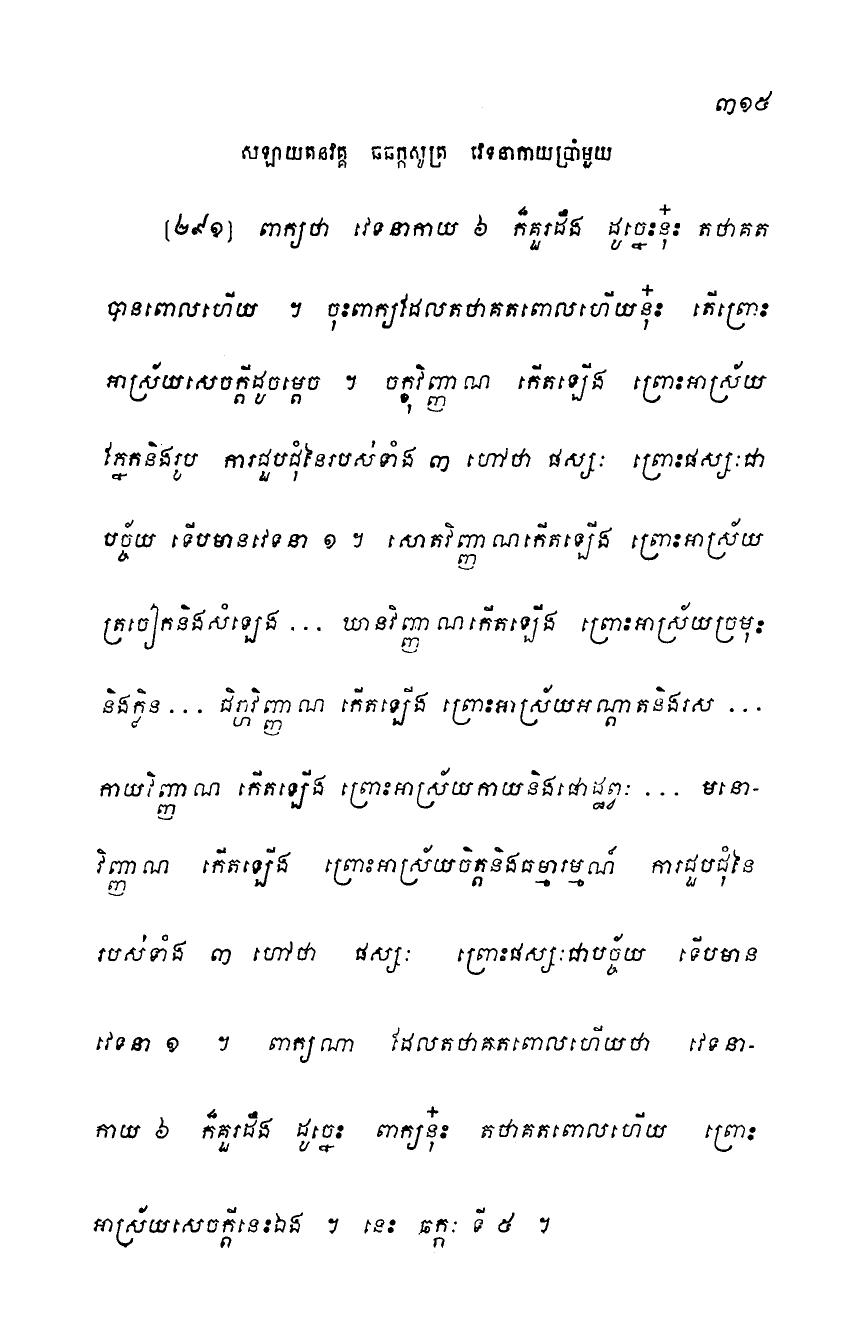 ៣១៥
សឡាយតនវគ្គ ឆឆក្កសូត្រ វេទនាកាយប្រាំមួយ
[២៩១] ពាក្យថា វេទនាកាយ ៦ ក៏គួរដឹង ដូច្នេះនុ៎ះ តថាគត
បានពោលហើយ ។ ចុះពាក្យដែលតថាគតពោលហើយនុ៎ះ តើព្រោះ
អាស្រ័យសេចក្តីដូចម្តេច ។ ចក្ខុវិញ្ញាណ កើតឡើង ព្រោះអាស្រ័យ
ភ្នែកនិងរូប ការជួបជុំនៃរបស់ទាំង ៣ ហៅថា ផស្សៈ ព្រោះផស្សៈជា
បច្ច័យ ទើបមានវេទនា ១ ។ សោតវិញ្ញាណកើតឡើង ព្រោះអាស្រ័យ
ត្រចៀកនិងសំឡេង ... ឃានវិញ្ញាណកើតឡើង ព្រោះអាស្រ័យច្រមុះ
និងក្លិន ... ជិវ្ហាវិញ្ញាណ កើតឡើង ព្រោះអាស្រ័យអណ្តាតនិងរស ...
កាយវិញ្ញាណ កើតឡើង ព្រោះអាស្រ័យកាយនិងផោដ្ឋព្វៈ ... មនោ-
វិញ្ញាណ កើតឡើង ព្រោះអាស្រ័យចិត្តនិងធម្មារម្មណ៍ ការជួបជុំនៃ
របស់ទាំង ៣ ហៅថា ផស្សៈ ព្រោះផស្សៈជាបច្ច័យ ទើបមាន
វេទនា ១ ។ ពាក្យណា ដែលតថាគតពោលហើយថា វេទនា-
កាយ ៦ ក៏គួរដឹង ដូច្នេះ ពាក្យនុ៎ះ តថាគតពោលហើយ ព្រោះ
អាស្រ័យសេចក្តីនេះឯង ។ នេះ ឆក្កៈ ទី ៥ ។